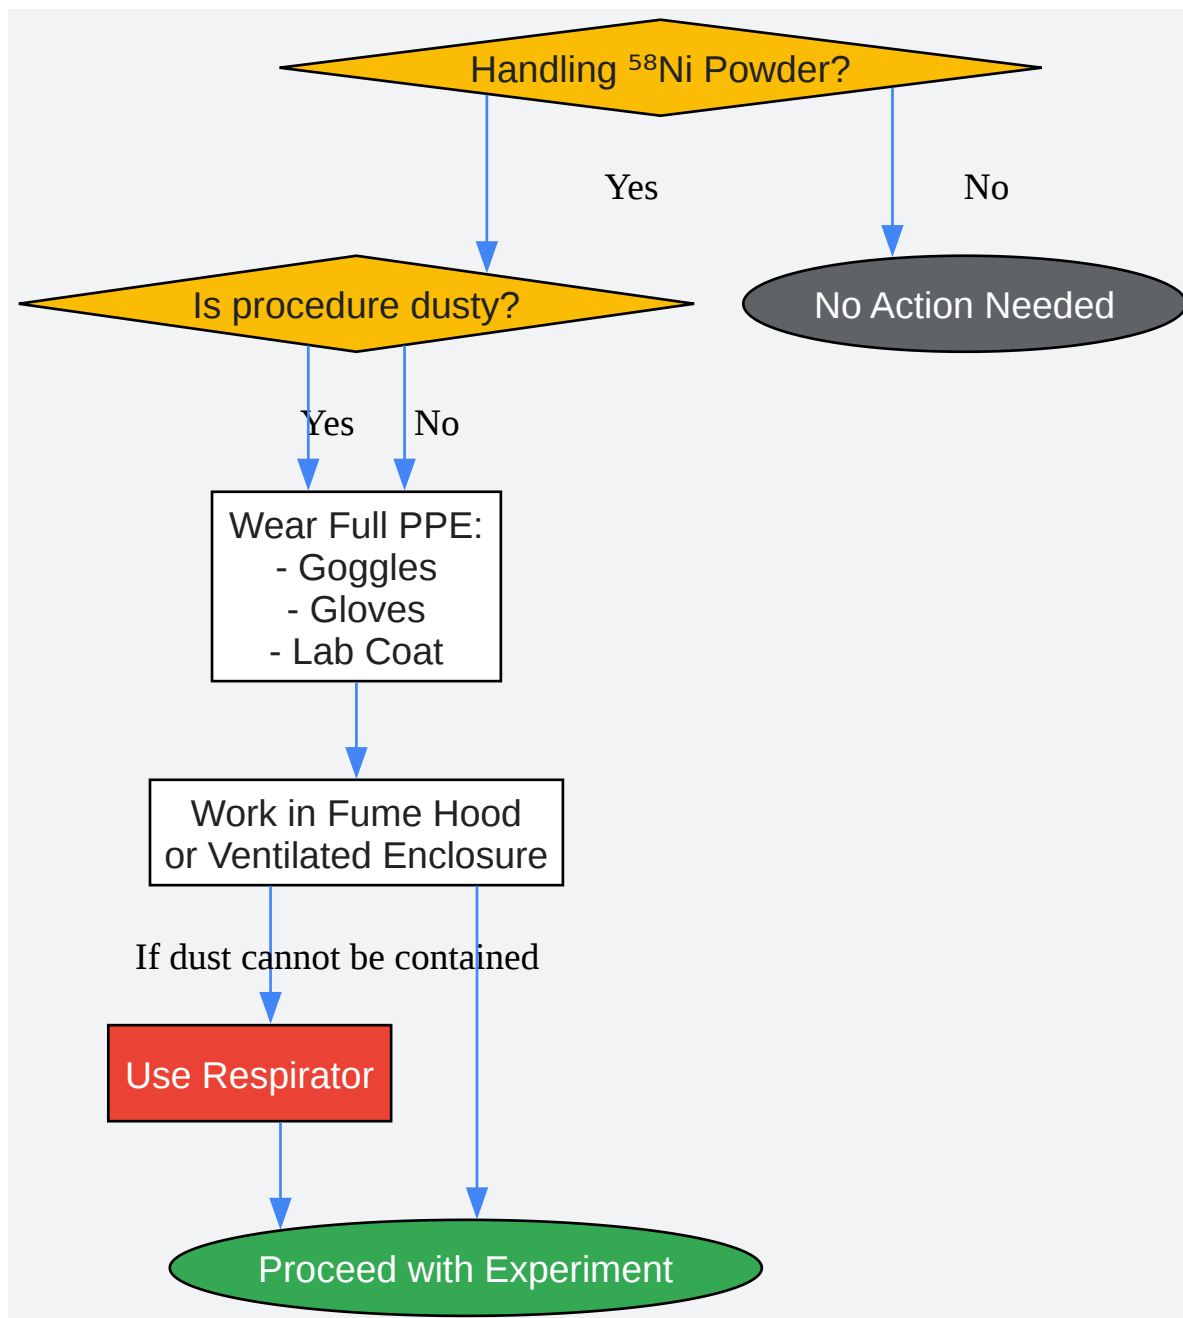 Handling ⁵⁸Ni Powder?
Yes
No
Is procedure dusty?
No Action Needed
Yes
No
Wear Full PPE:
- Goggles
- Gloves
- Lab Coat
Work in Fume Hood
or Ventilated Enclosure
If dust cannot be contained
Use Respirator
Proceed with Experiment